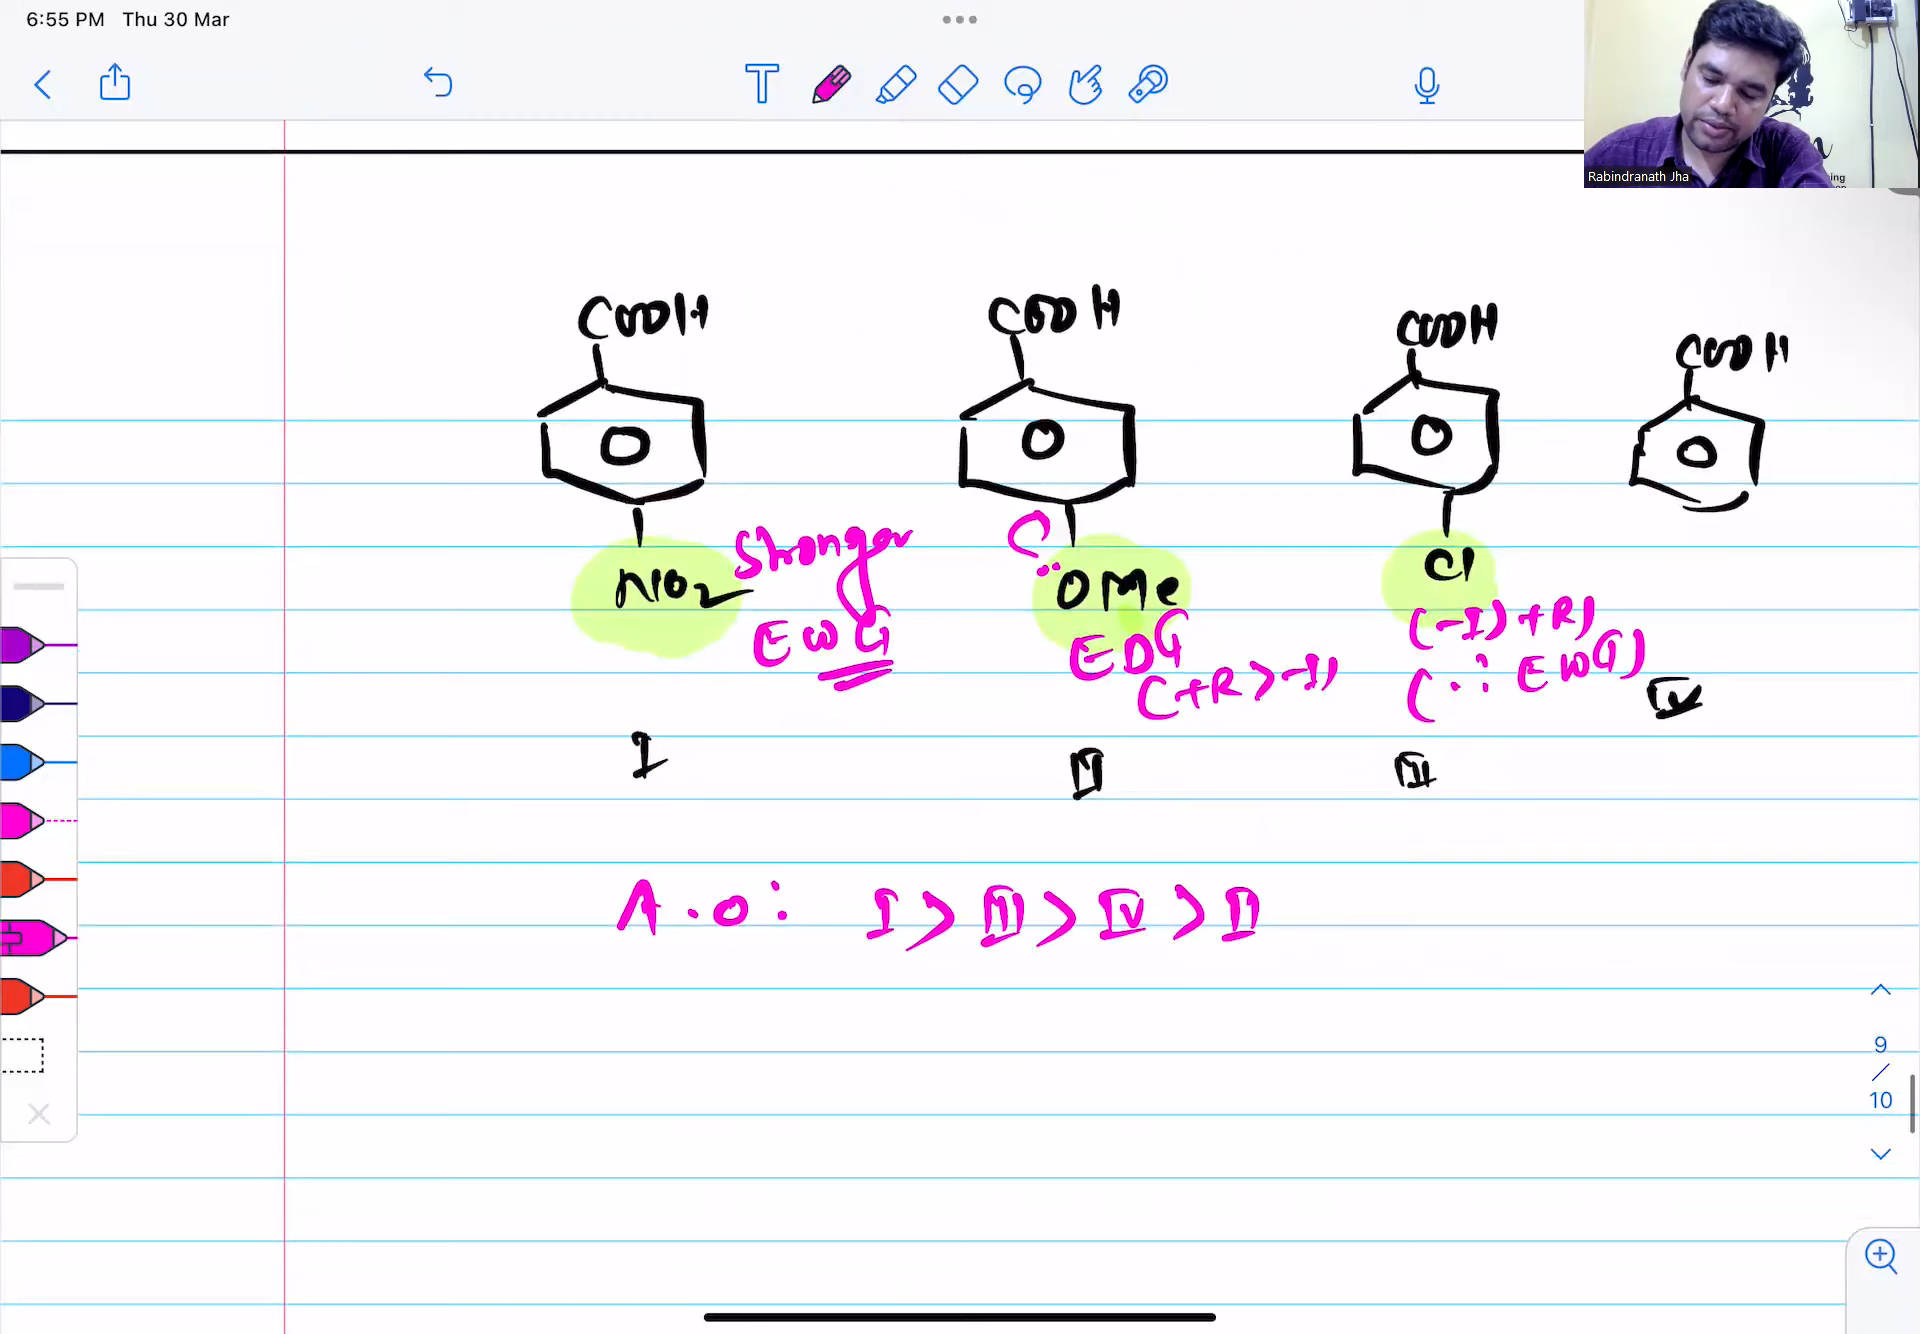 6:55 PM Thu 30 Mar
Rabindranath Jha
ing
COOH COOH COOH COOH
NO2 OMe Cl
Stronger
EWG
EDG
(+R > -I)
(-I) +R)
(∴ EWG)
I II III IV
A.O: I > III > IV > II
9
/
10